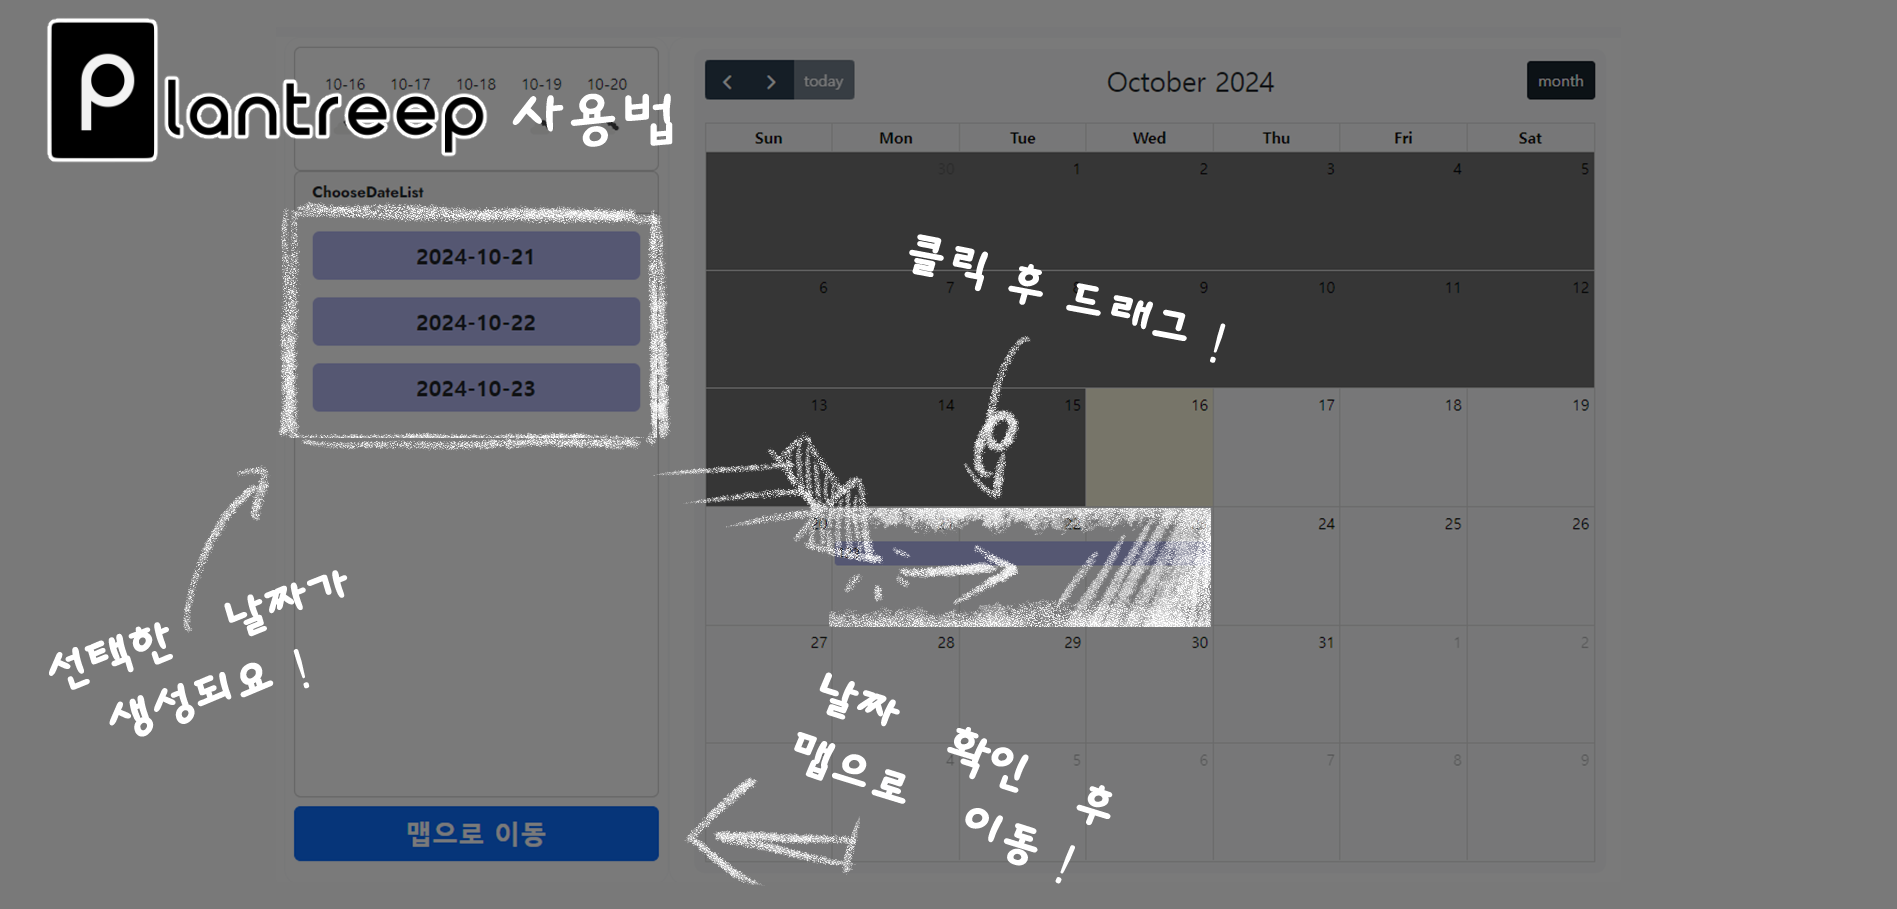 Plantreep 사용법
10-16 10-17 10-18 10-19 10-20
ChooseDateList
2024-10-21
2024-10-22
2024-10-23
선택한 날짜가
생성되요 !
맵으로 이동
today
October 2024
month
Sun Mon Tue Wed Thu Fri Sat
30 1 2 3 4 5
6 7 8 9 10 11 12
클릭 후 드래그 !
13 14 15 16 17 18 19
20 22 24 25 26
27 28 29 30 31 1 2
4 5 6 7 8 9
날짜 확인 후
맵으로 이동 !